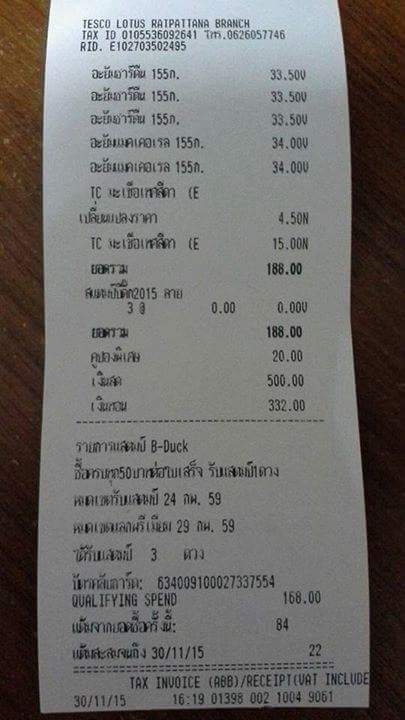 TESCO LOTUS RAIPATTANA BRANCH
TAX ID 0105536092641 โทร.0626057746
RID. E102703502495
อะยัมซาร์ดีน 155ก. 33.50V
อะยัมซาร์ดีน 155ก. 33.50V
อะยัมซาร์ดีน 155ก. 33.50V
อะยัมแมคเคอเรล 155ก. 34.00V
อะยัมแมคเคอเรล 155ก. 34.00V
TC มะเขือเทศสีดา (E
เปลี่ยนแปลงราคา 4.50N
TC มะเขือเทศสีดา (E 15.00N
ยอดรวม 188.00
สแตมป์บีดั๊ก2015 ลาย
3 @ 0.00 0.00V
ยอดรวม 188.00
คูปองพิเศษ 20.00
เงินสด 500.00
เงินทอน 332.00
รายการแสตมป์ B-Duck
ซื้อครบทุก50บาทต่อใบเสร็จ รับแสตมป์1ดวง
หมดเขตรับแสตมป์ 24 กพ. 59
หมดเขตแลกพรีเมียม 29 กพ. 59
ได้รับแสตมป์ 3 ดวง
บัตรคลับการ์ด: 634009100027337554
QUALIFYING SPEND 168.00
แต้มจากยอดซื้อครั้งนี้: 84
แต้มสะสมจนถึง 30/11/15 22
TAX INVOICE (ABB)/RECEIPT(VAT INCLUDE
30/11/15 16:19 01398 002 1004 9061